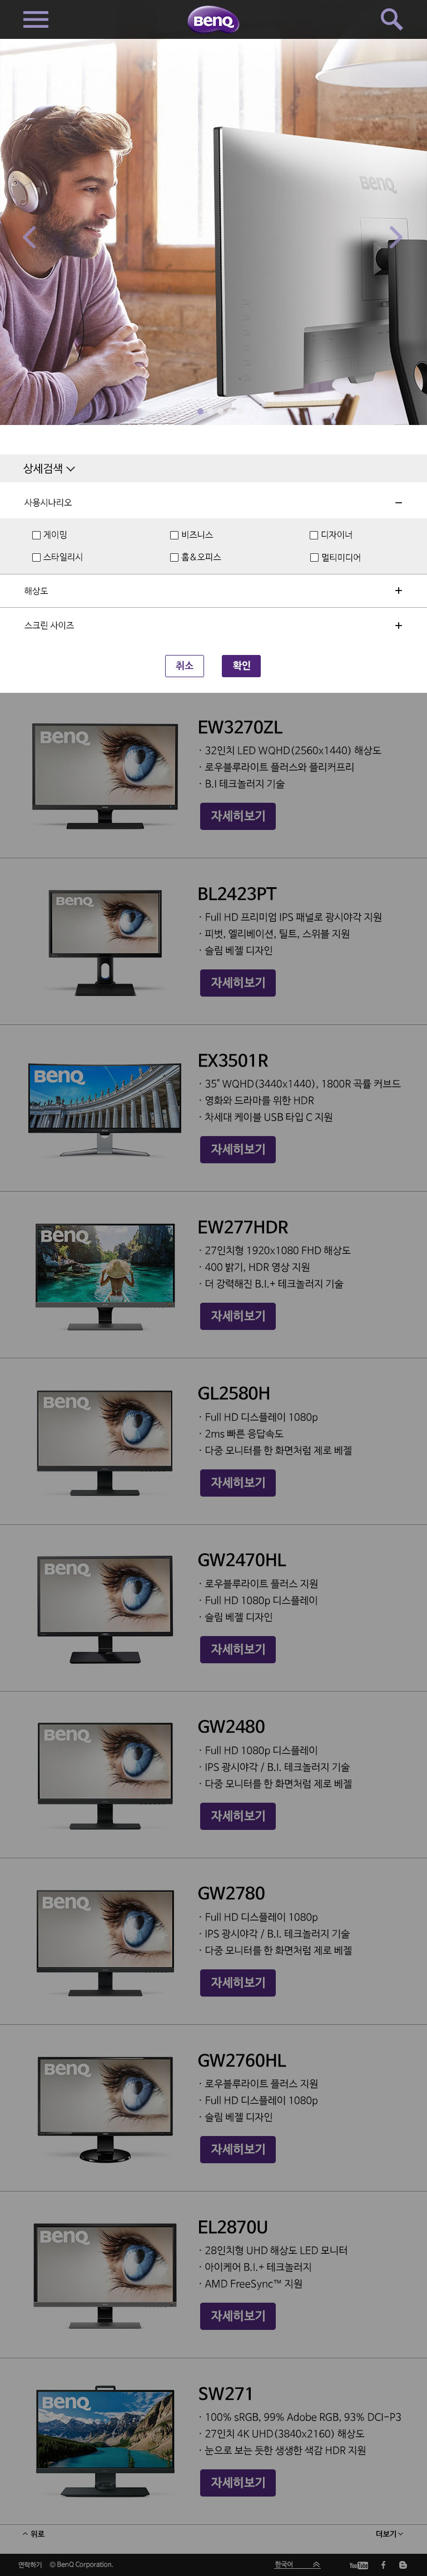 BenQ
BenQ
상세검색
사용시나리오
게이밍 비즈니스 디자이너
스타일리시 홈&오피스 멀티미디어
해상도
스크린 사이즈
취소 확인
BenQ
EW3270ZL
· 32인치 LED WQHD(2560x1440) 해상도
· 로우블루라이트 플러스와 플리커프리
· B.I 테크놀러지 기술
자세히보기
BenQ
BL2423PT
· Full HD 프리미엄 IPS 패널로 광시야각 지원
· 피벗, 엘리베이션, 틸트, 스위블 지원
· 슬림 베젤 디자인
자세히보기
BenQ
EX3501R
· 35" WQHD(3440x1440), 1800R 곡률 커브드
· 영화와 드라마를 위한 HDR
· 차세대 케이블 USB 타입 C 지원
자세히보기
BenQ
EW277HDR
· 27인치형 1920x1080 FHD 해상도
· 400 밝기, HDR 영상 지원
· 더 강력해진 B.I.+ 테크놀러지 기술
자세히보기
BenQ
GL2580H
· Full HD 디스플레이 1080p
· 2ms 빠른 응답속도
· 다중 모니터를 한 화면처럼 제로 베젤
자세히보기
BenQ
GW2470HL
· 로우블루라이트 플러스 지원
· Full HD 1080p 디스플레이
· 슬림 베젤 디자인
자세히보기
BenQ
GW2480
· Full HD 1080p 디스플레이
· IPS 광시야각 / B.I. 테크놀러지 기술
· 다중 모니터를 한 화면처럼 제로 베젤
자세히보기
BenQ
GW2780
· Full HD 디스플레이 1080p
· IPS 광시야각 / B.I. 테크놀러지 기술
· 다중 모니터를 한 화면처럼 제로 베젤
자세히보기
BenQ
GW2760HL
· 로우블루라이트 플러스 지원
· Full HD 디스플레이 1080p
· 슬림 베젤 디자인
자세히보기
BenQ
EL2870U
· 28인치형 UHD 해상도 LED 모니터
· 아이케어 B.I.+ 테크놀러지
· AMD FreeSync™ 지원
자세히보기
BenQ
SW271
· 100% sRGB, 99% Adobe RGB, 93% DCI-P3
· 27인치 4K UHD(3840x2160) 해상도
· 눈으로 보는 듯한 생생한 색감 HDR 지원
자세히보기
위로 더보기
연락하기 © BenQ Corporation. 한국어 YouTube